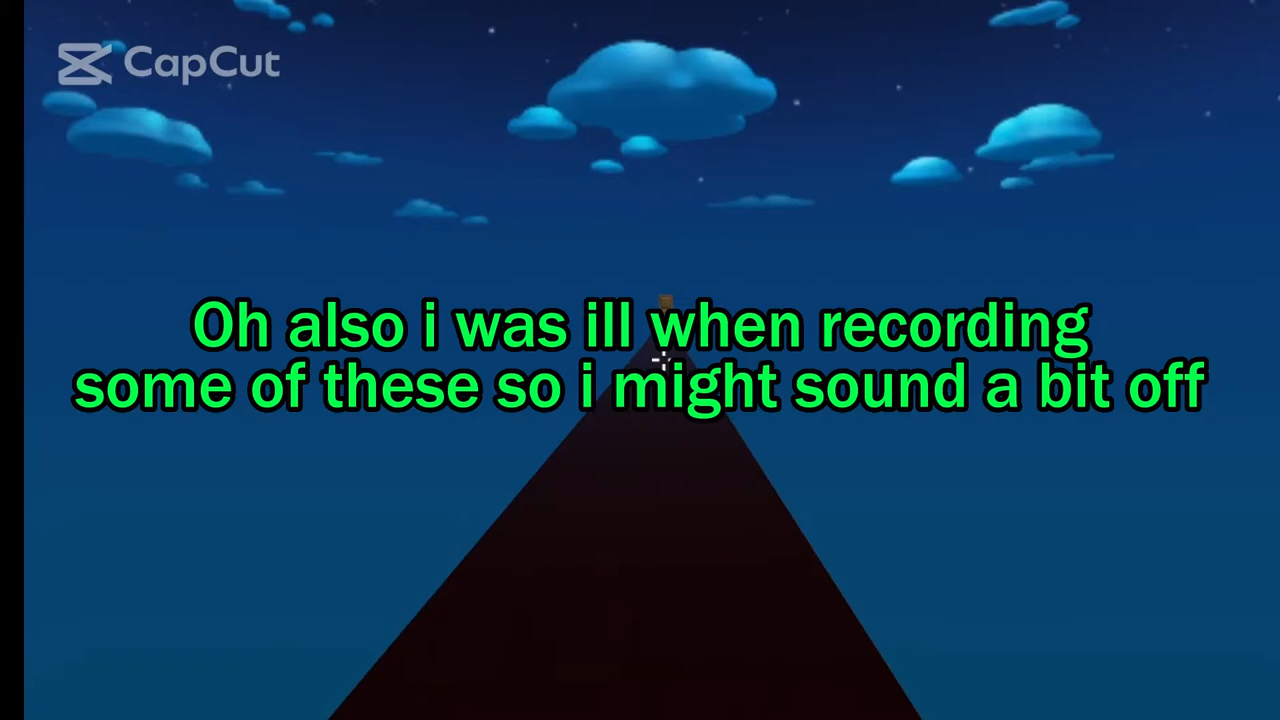 CapCut
Oh also i was ill when recording
some of these so i might sound a bit off